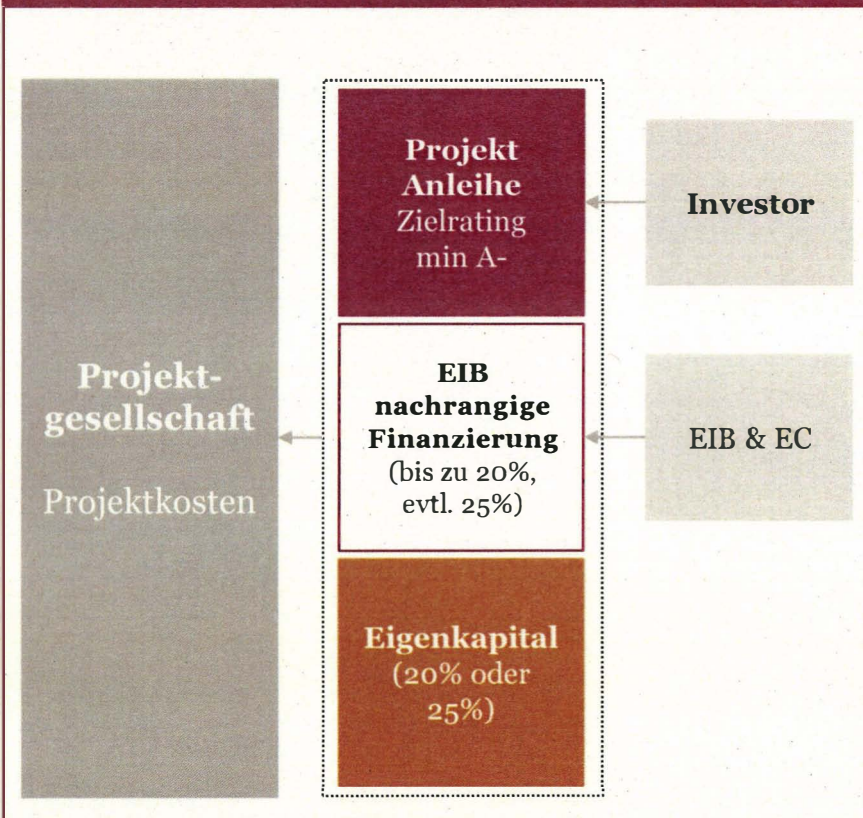 Projekt-
gesellschaft
Projektkosten
Projekt
Anleihe
Zielrating
min A-
EIB
nachrangige
Finanzierung
(bis zu 20%,
evtl. 25%)
Eigenkapital
(20% oder
25%)
Investor
EIB & EC